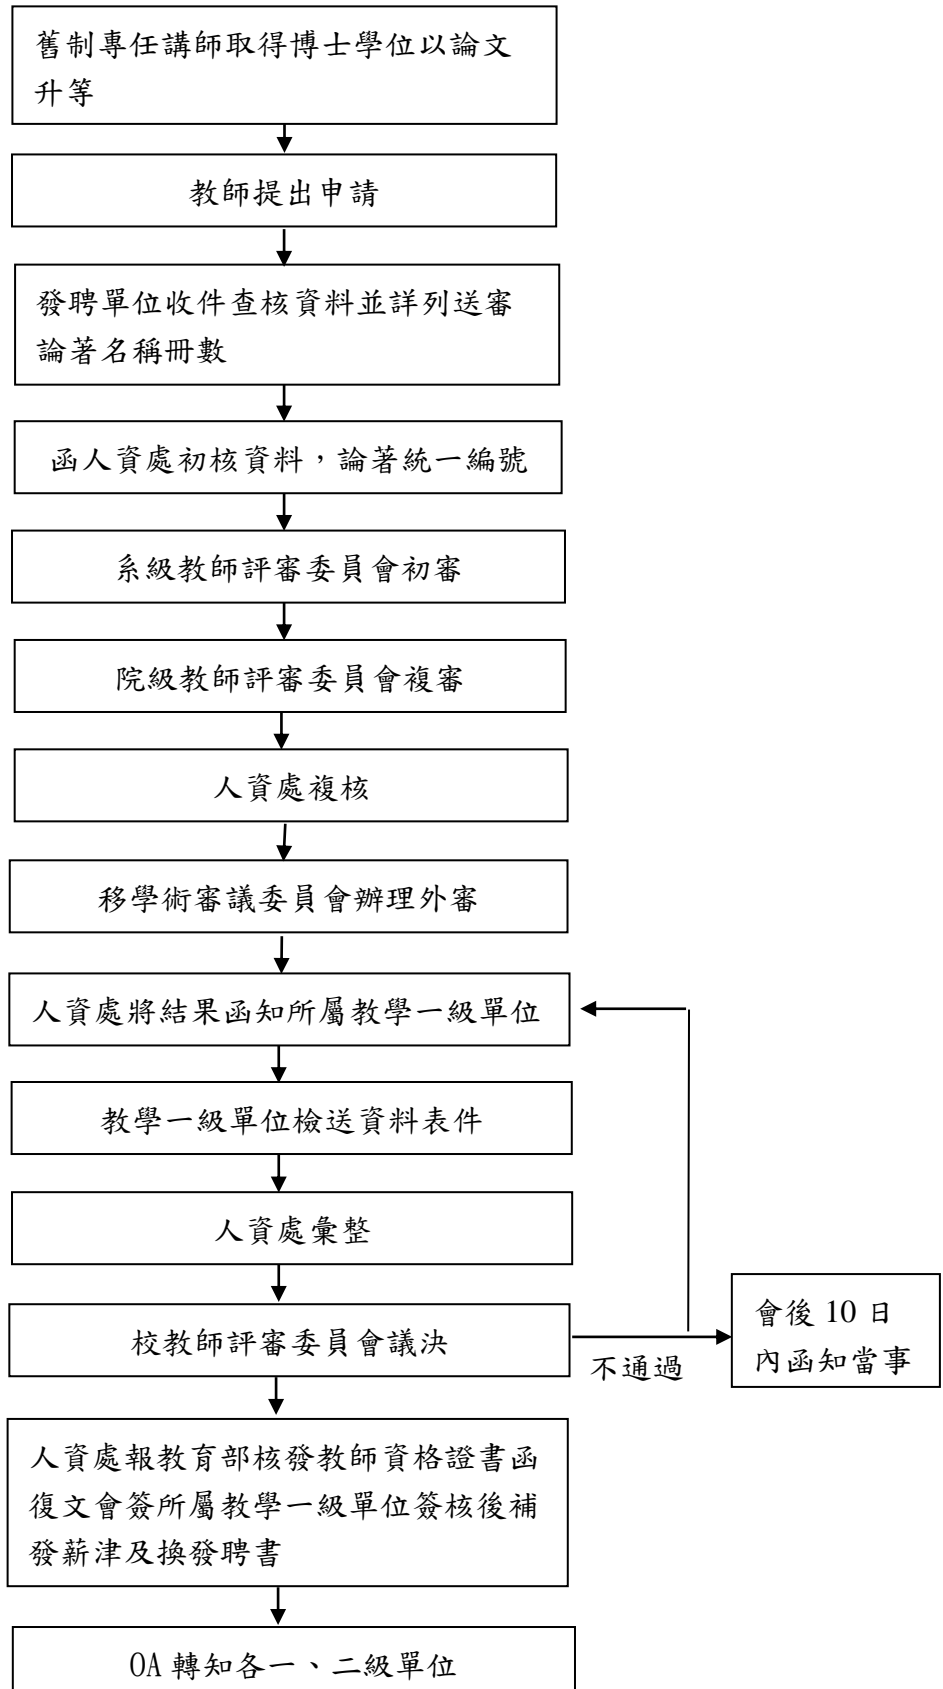 舊制專任講師取得博士學位以論文
升等
教師提出申請
發聘單位收件查核資料並詳列送審
論著名稱冊數
函人資處初核資料，論著統一編號
系級教師評審委員會初審
院級教師評審委員會複審
人資處複核
移學術審議委員會辦理外審
人資處將結果函知所屬教學一級單位
教學一級單位檢送資料表件
人資處彙整
校教師評審委員會議決
不通過
會後 10 日
內函知當事
人資處報教育部核發教師資格證書函
復文會簽所屬教學一級單位簽核後補
發薪津及換發聘書
OA 轉知各一、二級單位